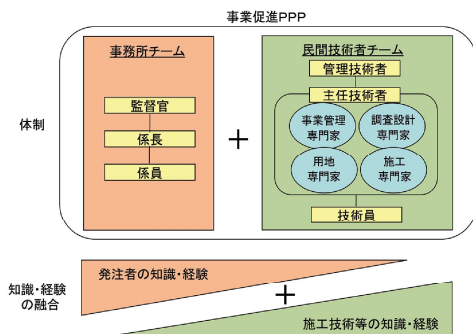 事業促進PPP
事務所チーム
民間技術者チーム
管理技術者
主任技術者
監督官
係長
係員
体制
＋
事業管理
専門家
調査設計
専門家
用地
専門家
施工
専門家
技術員
発注者の知識・経験
知識・経験
の融合
＋
施工技術等の知識・経験